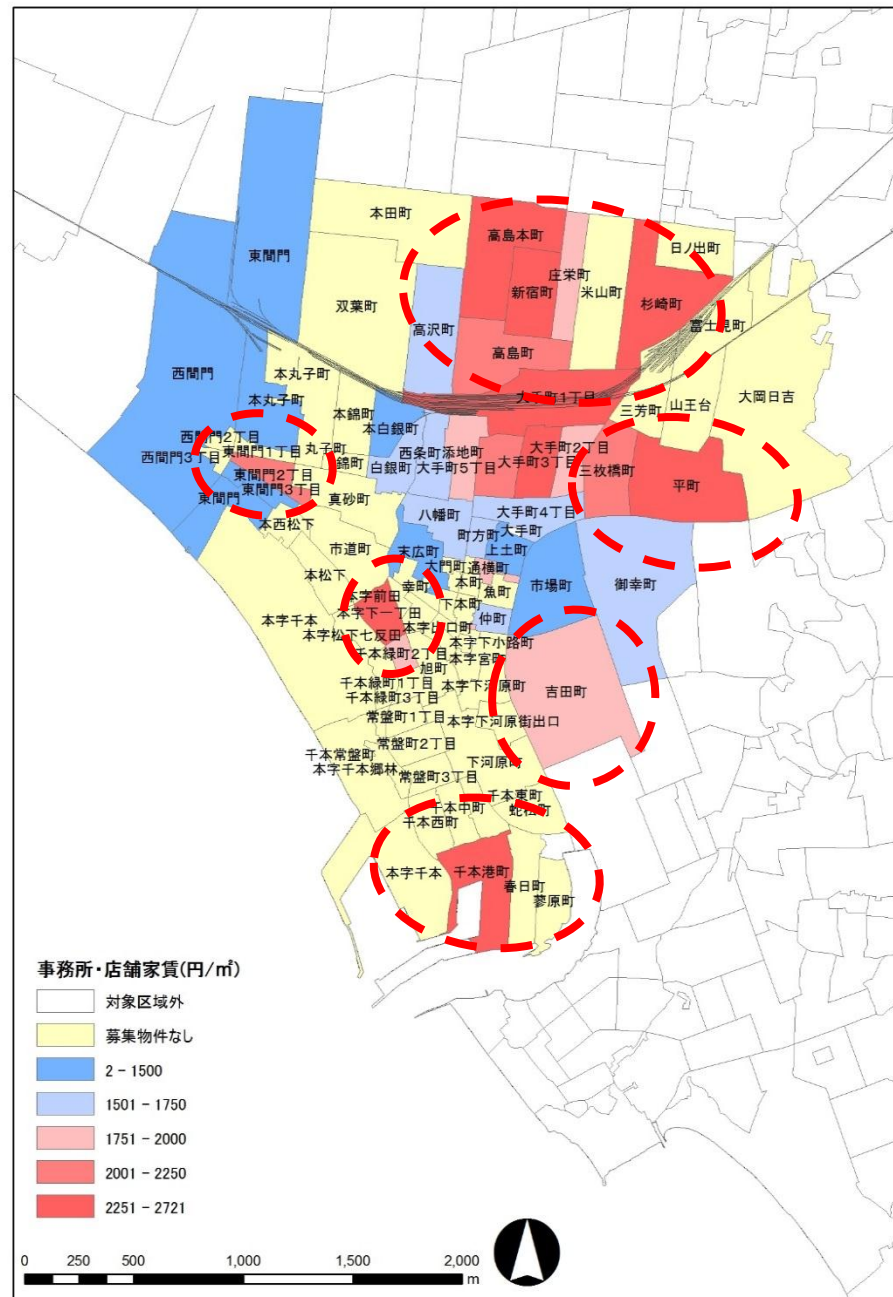 本田町
高島本町
日ノ出町
東間門
庄栄町
双葉町
新宿町
米山町
杉崎町
高沢町
富士見町
高島町
西間門
本丸子町
大手町1丁目
大岡日吉
三芳町
山王台
本丸子町
本錦町
本白銀町
西間門2丁目
東間門1丁目
丸子町
西条町
添地町
大手町2丁目
西間門3丁目
錦町
白銀町
大手町5丁目
大手町3丁目
三枚橋町
平町
東間門2丁目
東間門3丁目
東間門
真砂町
本西松下
八幡町
大手町4丁目
町方町
大手町
市道町
末広町
上土町
大門町
通横町
本松下
幸町
本町
魚町
市場町
御幸町
本字前田
下本町
本字千本
本字下一丁田
本字出口町
仲町
本字松下七反田
本字下小路町
千本緑町2丁目
本字宮町
旭町
千本緑町1丁目
本字下河原町
吉田町
千本緑町3丁目
常盤町1丁目
本字下河原街出口
常盤町2丁目
千本常盤町
下河原町
本字千本郷林
常盤町3丁目
千本東町
千本中町
蛇松町
千本西町
本字千本
千本港町
春日町
蓼原町
事務所・店舗家賃(円/㎡)
対象区域外
募集物件なし
2 - 1500
1501 - 1750
1751 - 2000
2001 - 2250
2251 - 2721
0 250 500 1,000 1,500 2,000
m